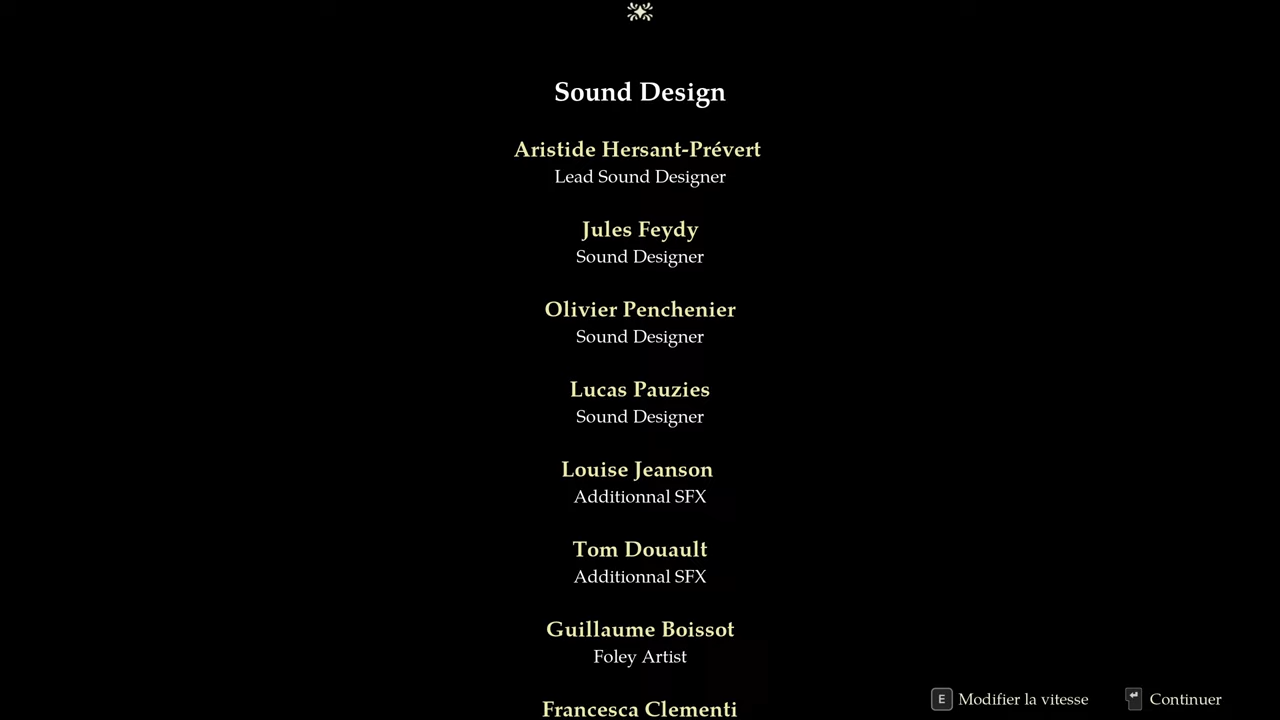 Sound Design
Aristide Hersant-Prévert
Lead Sound Designer
Jules Feydy
Sound Designer
Olivier Penchenier
Sound Designer
Lucas Pauzies
Sound Designer
Louise Jeanson
Additionnal SFX
Tom Douault
Additionnal SFX
Guillaume Boissot
Foley Artist
Francesca Clementi
E Modifier la vitesse
Continuer